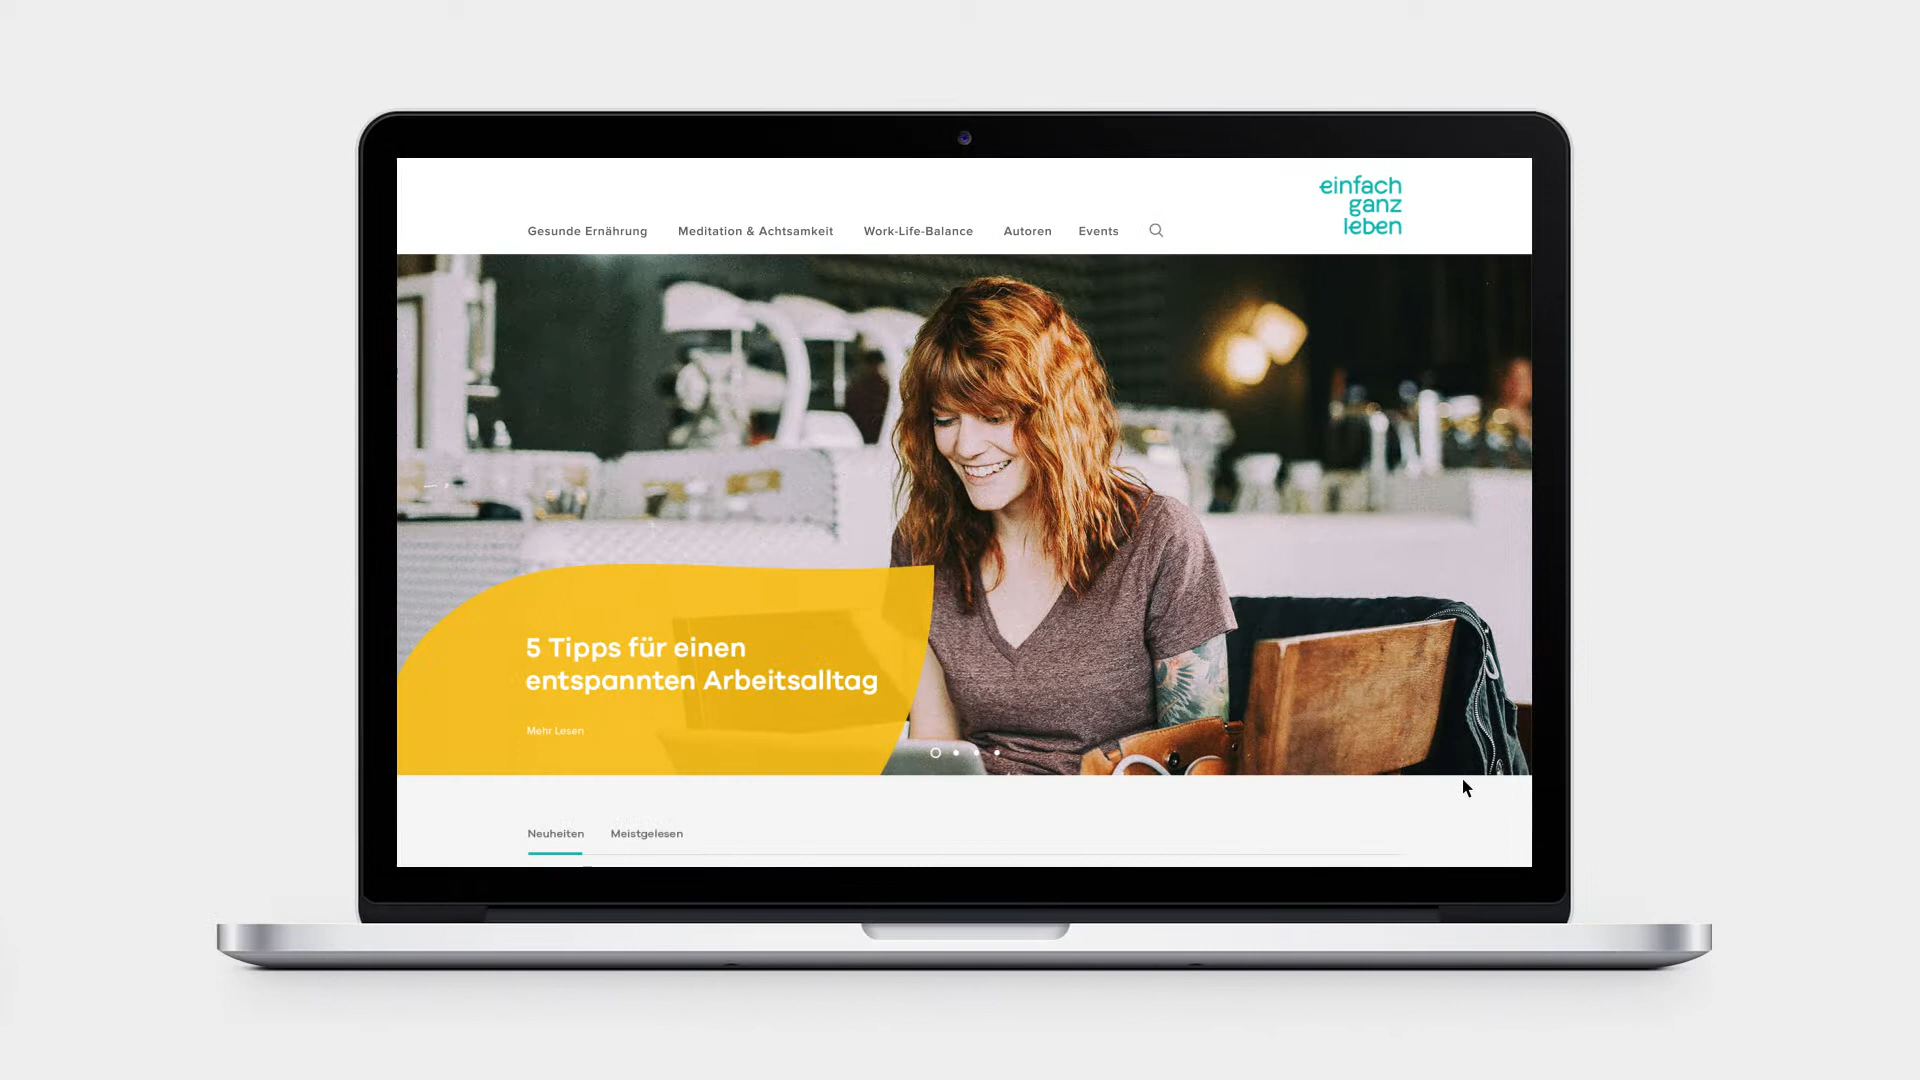 einfach
ganz
leben
Gesunde Ernährung Meditation & Achtsamkeit Work-Life-Balance Autoren Events
5 Tipps für einen
entspannten Arbeitsalltag
Mehr Lesen
Neuheiten Meistgelesen